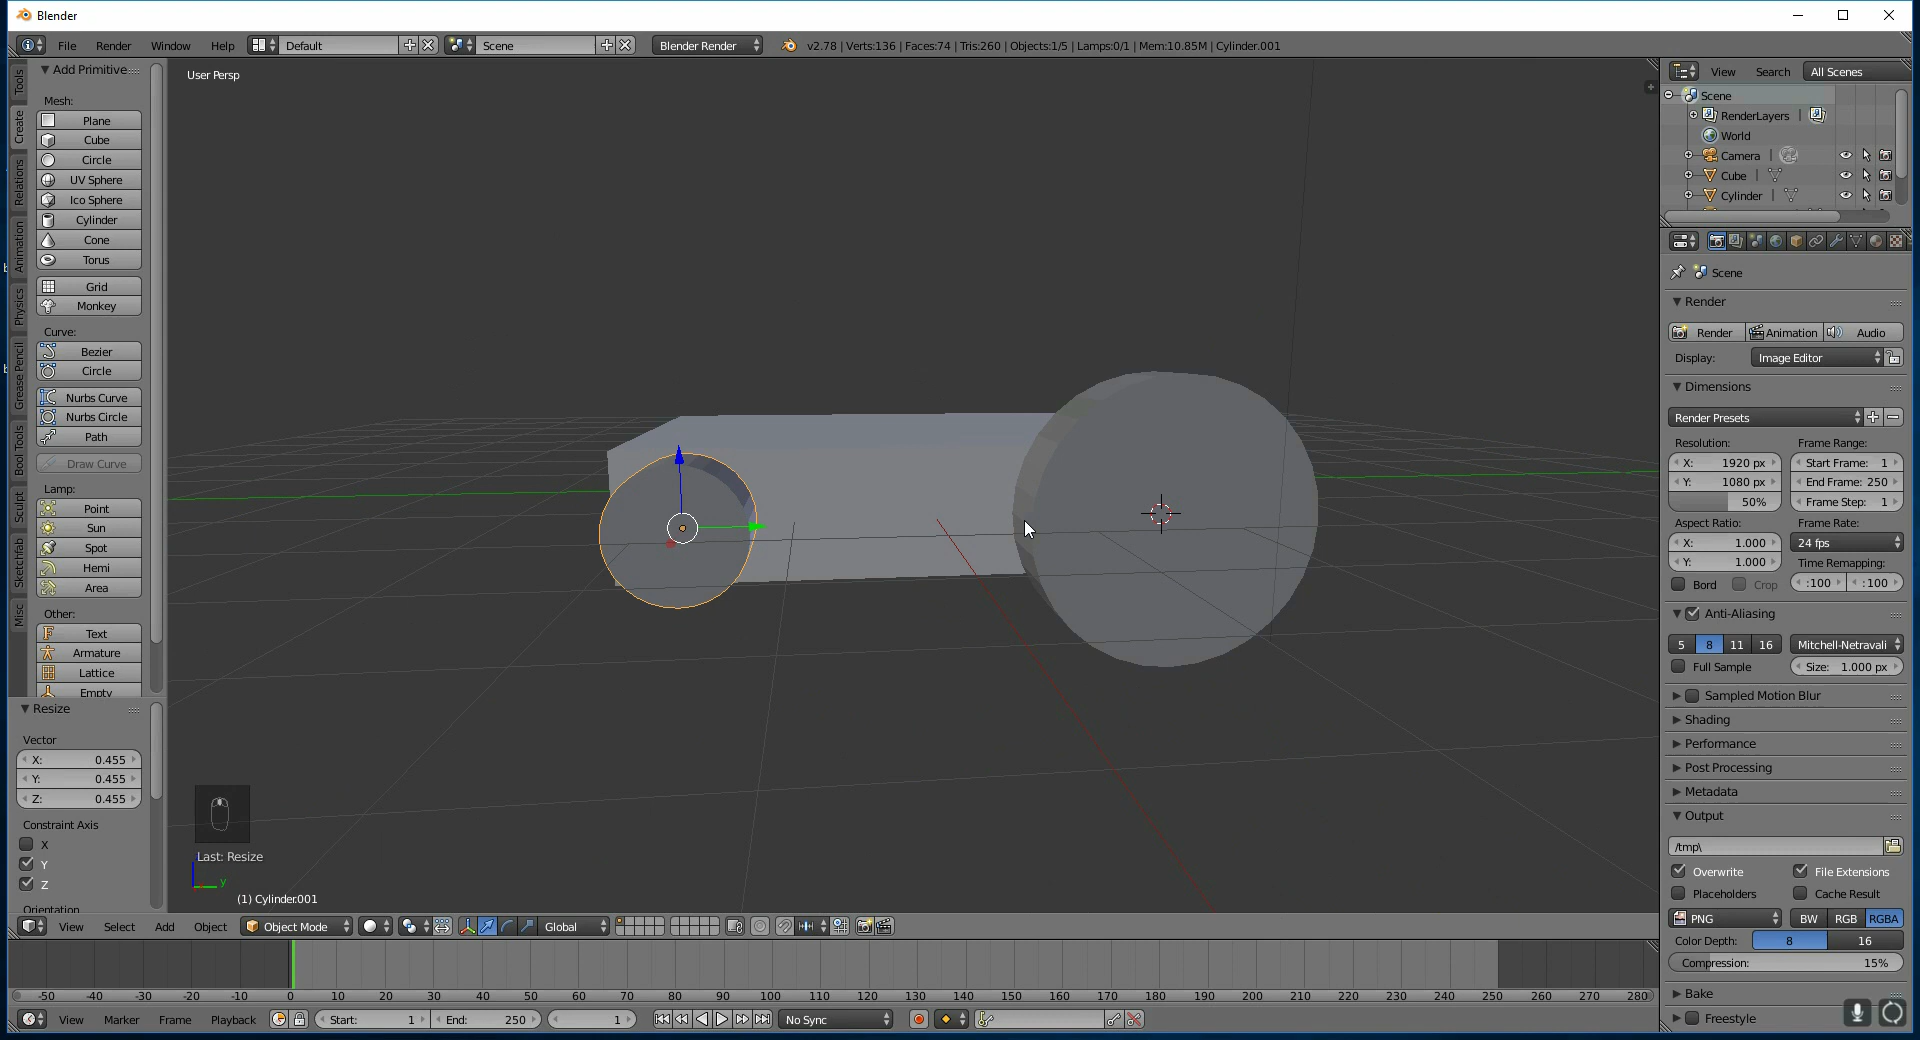 Blender
File Render Window Help Default Scene Blender Render v2.78 | Verts:136 | Faces:74 | Tris:260 | Objects:1/5 | Lamps:0/1 | Mem:10.85M | Cylinder.001
Tools
Create
Relations
Animation
Physics
Grease Pencil
Bool Tools
Sculpt
Sketchfab
Misc
Add Primitive
Mesh:
Plane
Cube
Circle
UV Sphere
Ico Sphere
Cylinder
Cone
Torus
Grid
Monkey
Curve:
Bezier
Circle
Nurbs Curve
Nurbs Circle
Path
Draw Curve
Lamp:
Point
Sun
Spot
Hemi
Area
Other:
Text
Armature
Lattice
Empty
Resize
Vector
X: 0.455
Y: 0.455
Z: 0.455
Constraint Axis
X
Y
Z
Orientation
User Persp
Last: Resize
y
(1) Cylinder.001
View Select Add Object Object Mode Global
-50 -40 -30 -20 -10 0 10 20 30 40 50 60 70 80 90 100 110 120 130 140 150 160 170 180 190 200 210 220 230 240 250 260 270 280
View Marker Frame Playback Start: 1 End: 250 1 No Sync
View Search All Scenes
Scene
RenderLayers
World
Camera
Cube
Cylinder
Scene
Render
Render Animation Audio
Display: Image Editor
Dimensions
Render Presets
Resolution: Frame Range:
X: 1920 px Start Frame: 1
Y: 1080 px End Frame: 250
50% Frame Step: 1
Aspect Ratio: Frame Rate:
X: 1.000 24 fps
Y: 1.000 Time Remapping:
Bord Crop :100 :100
Anti-Aliasing
5 8 11 16 Mitchell-Netravali
Full Sample Size: 1.000 px
Sampled Motion Blur
Shading
Performance
Post Processing
Metadata
Output
/tmp\
Overwrite File Extensions
Placeholders Cache Result
PNG BW RGB RGBA
Color Depth: 8 16
Compression: 15%
Bake
Freestyle